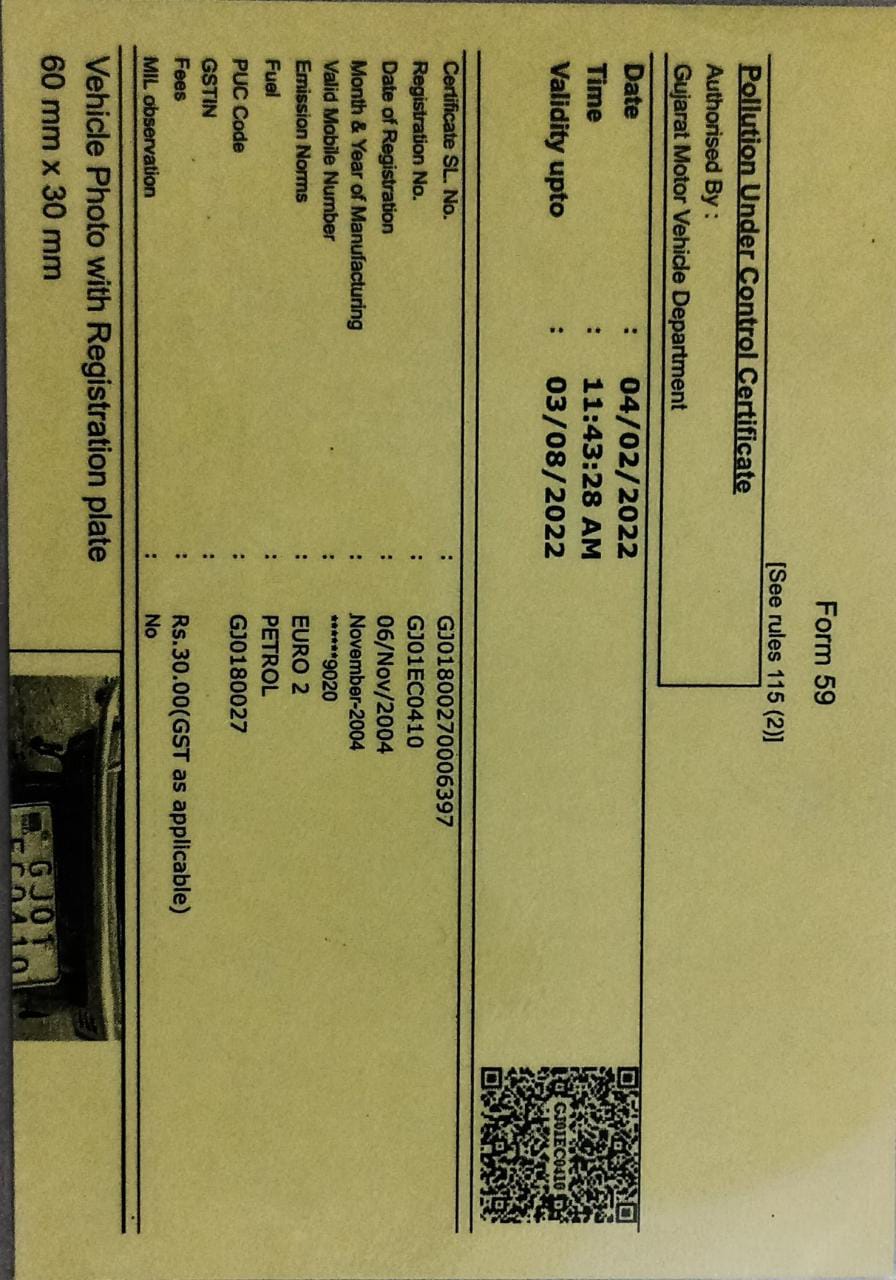 Form 59
[See rules 115 (2)]
Pollution Under Control Certificate
Authorised By :
Gujarat Motor Vehicle Department
Date : 04/02/2022
Time : 11:43:28 AM
Validity upto : 03/08/2022
GJ01EC0410
Certificate SL. No. : GJ01800270006397
Registration No. : GJ01EC0410
Date of Registration : 06/Nov/2004
Month & Year of Manufacturing : November-2004
Valid Mobile Number : ******9020
Emission Norms : EURO 2
Fuel : PETROL
PUC Code : GJ0180027
GSTIN :
Fees : Rs.30.00(GST as applicable)
MIL observation : No
Vehicle Photo with Registration plate
60 mm x 30 mm
GJ01
EC0410